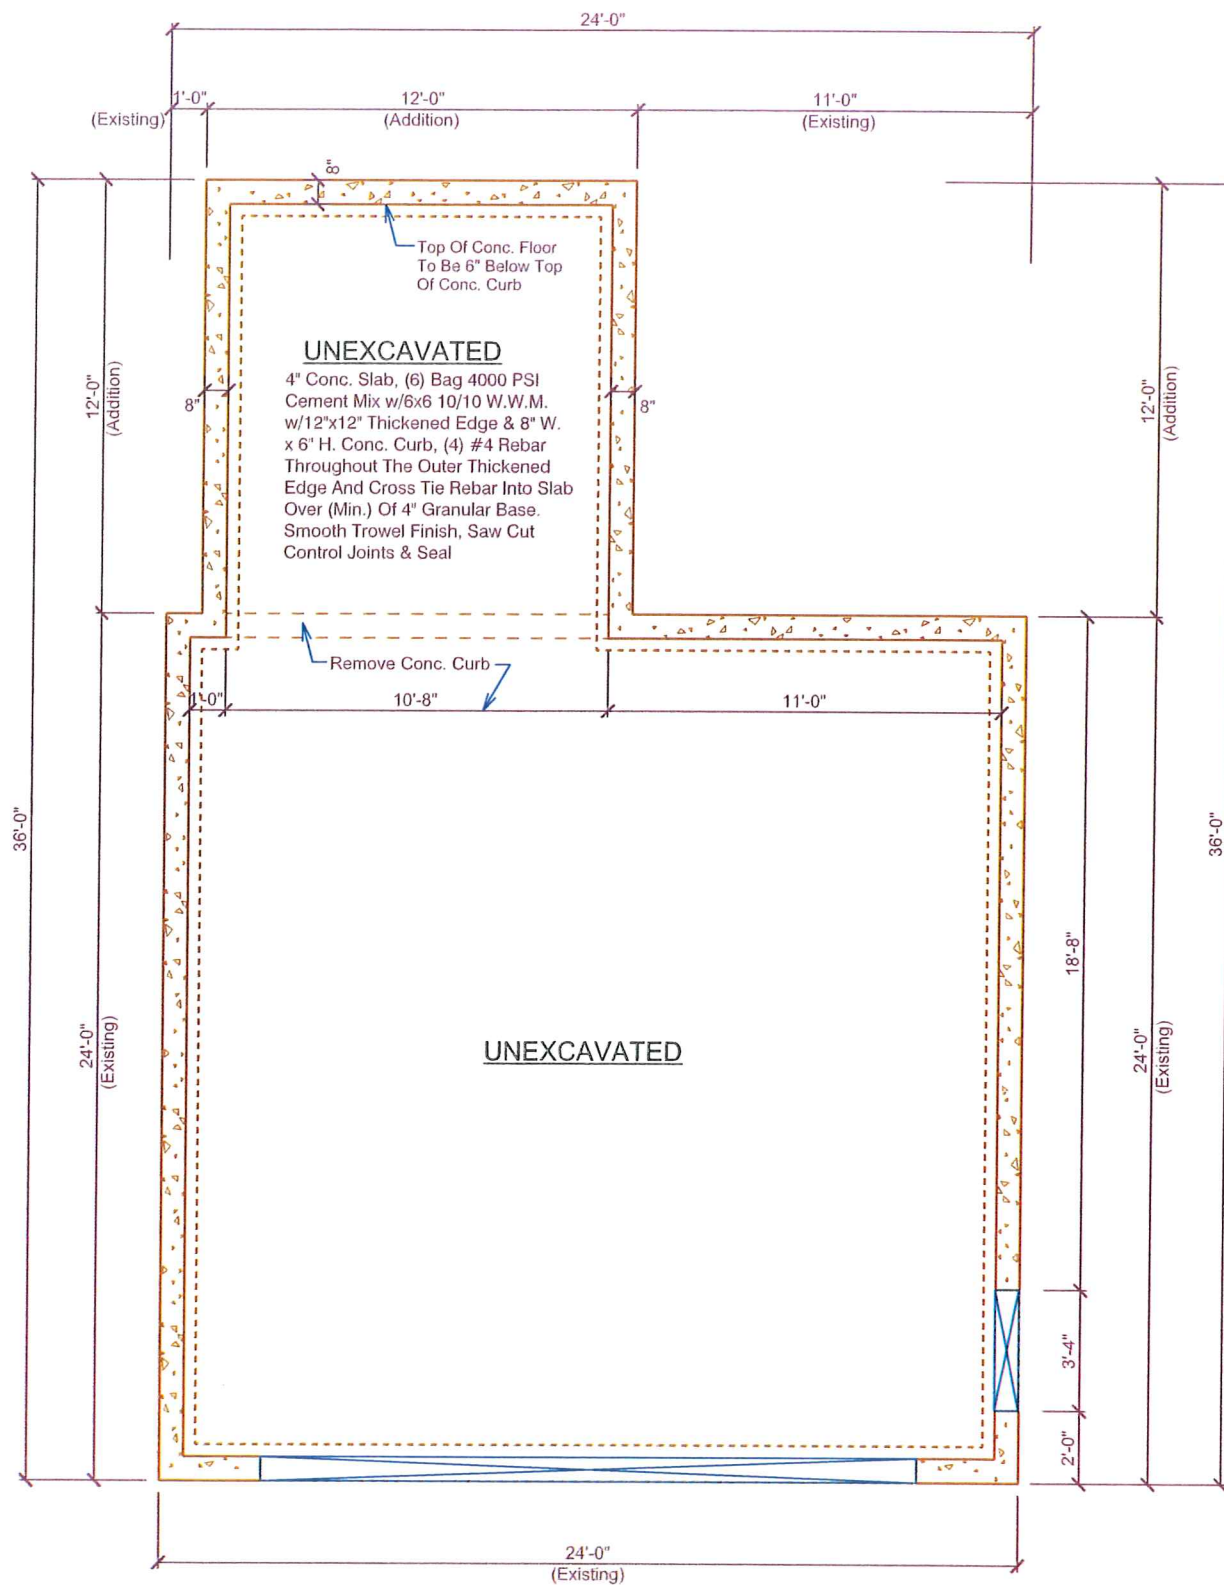 24'-0"
1'-0"
12'-0"
11'-0"
(Existing)
(Addition)
(Existing)
8"
Top Of Conc. Floor
To Be 6" Below Top
Of Conc. Curb
UNEXCAVATED
4" Conc. Slab, (6) Bag 4000 PSI
Cement Mix w/6x6 10/10 W.W.M.
w/12"x12" Thickened Edge & 8" W.
x 6" H. Conc. Curb, (4) #4 Rebar
Throughout The Outer Thickened
Edge And Cross Tie Rebar Into Slab
Over (Min.) Of 4" Granular Base.
Smooth Trowel Finish, Saw Cut
Control Joints & Seal
8"
8"
12'-0"
(Addition)
12'-0"
(Addition)
Remove Conc. Curb
1'-0"
10'-8"
11'-0"
36'-0"
36'-0"
18'-8"
24'-0"
(Existing)
UNEXCAVATED
24'-0"
(Existing)
3'-4"
2'-0"
24'-0"
(Existing)